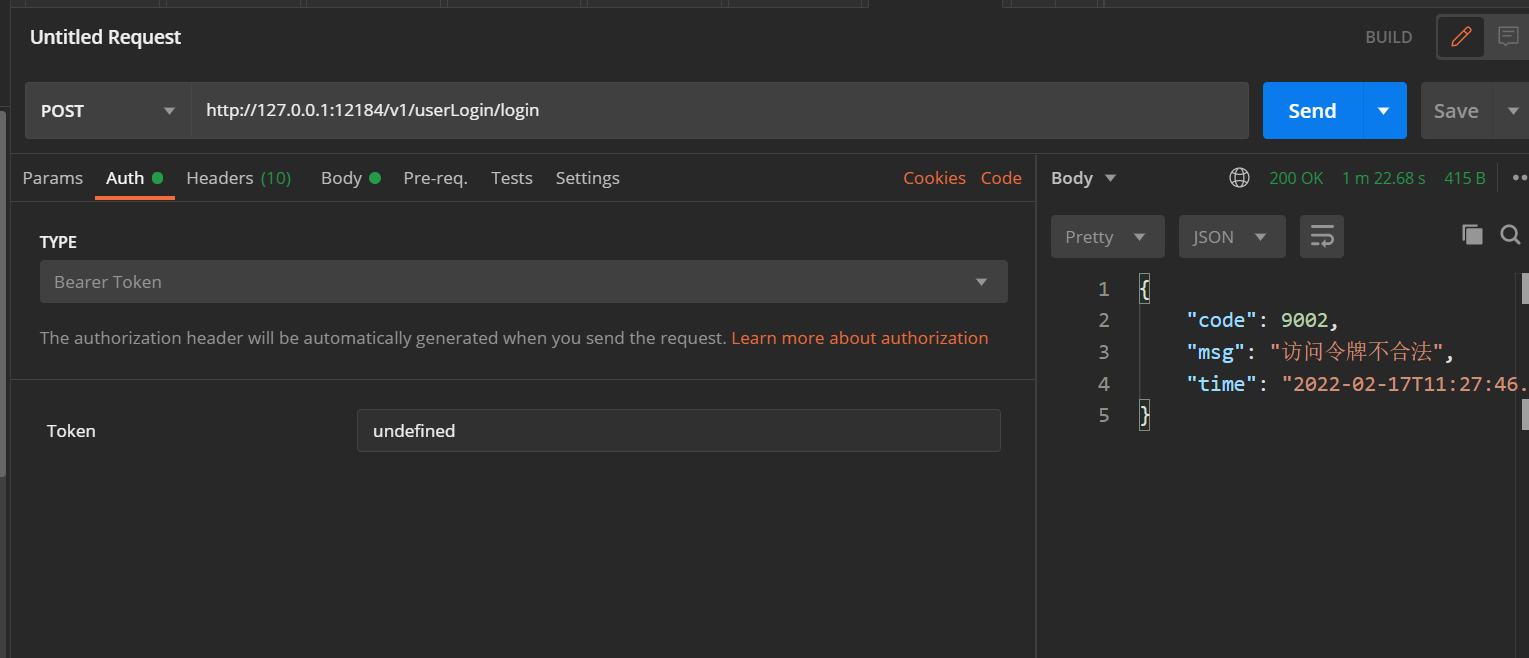 Untitled Request
BUILD
POST
http://127.0.0.1:12184/v1/userLogin/login
Send
Save
Params
Auth
Headers (10)
Body
Pre-req.
Tests
Settings
Cookies
Code
TYPE
Bearer Token
The authorization header will be automatically generated when you send the request. Learn more about authorization
Token
undefined
Body
200 OK
1 m 22.68 s
415 B
Pretty
JSON
1 {
2 "code": 9002,
3 "msg": "访问令牌不合法",
4 "time": "2022-02-17T11:27:46.
5 }